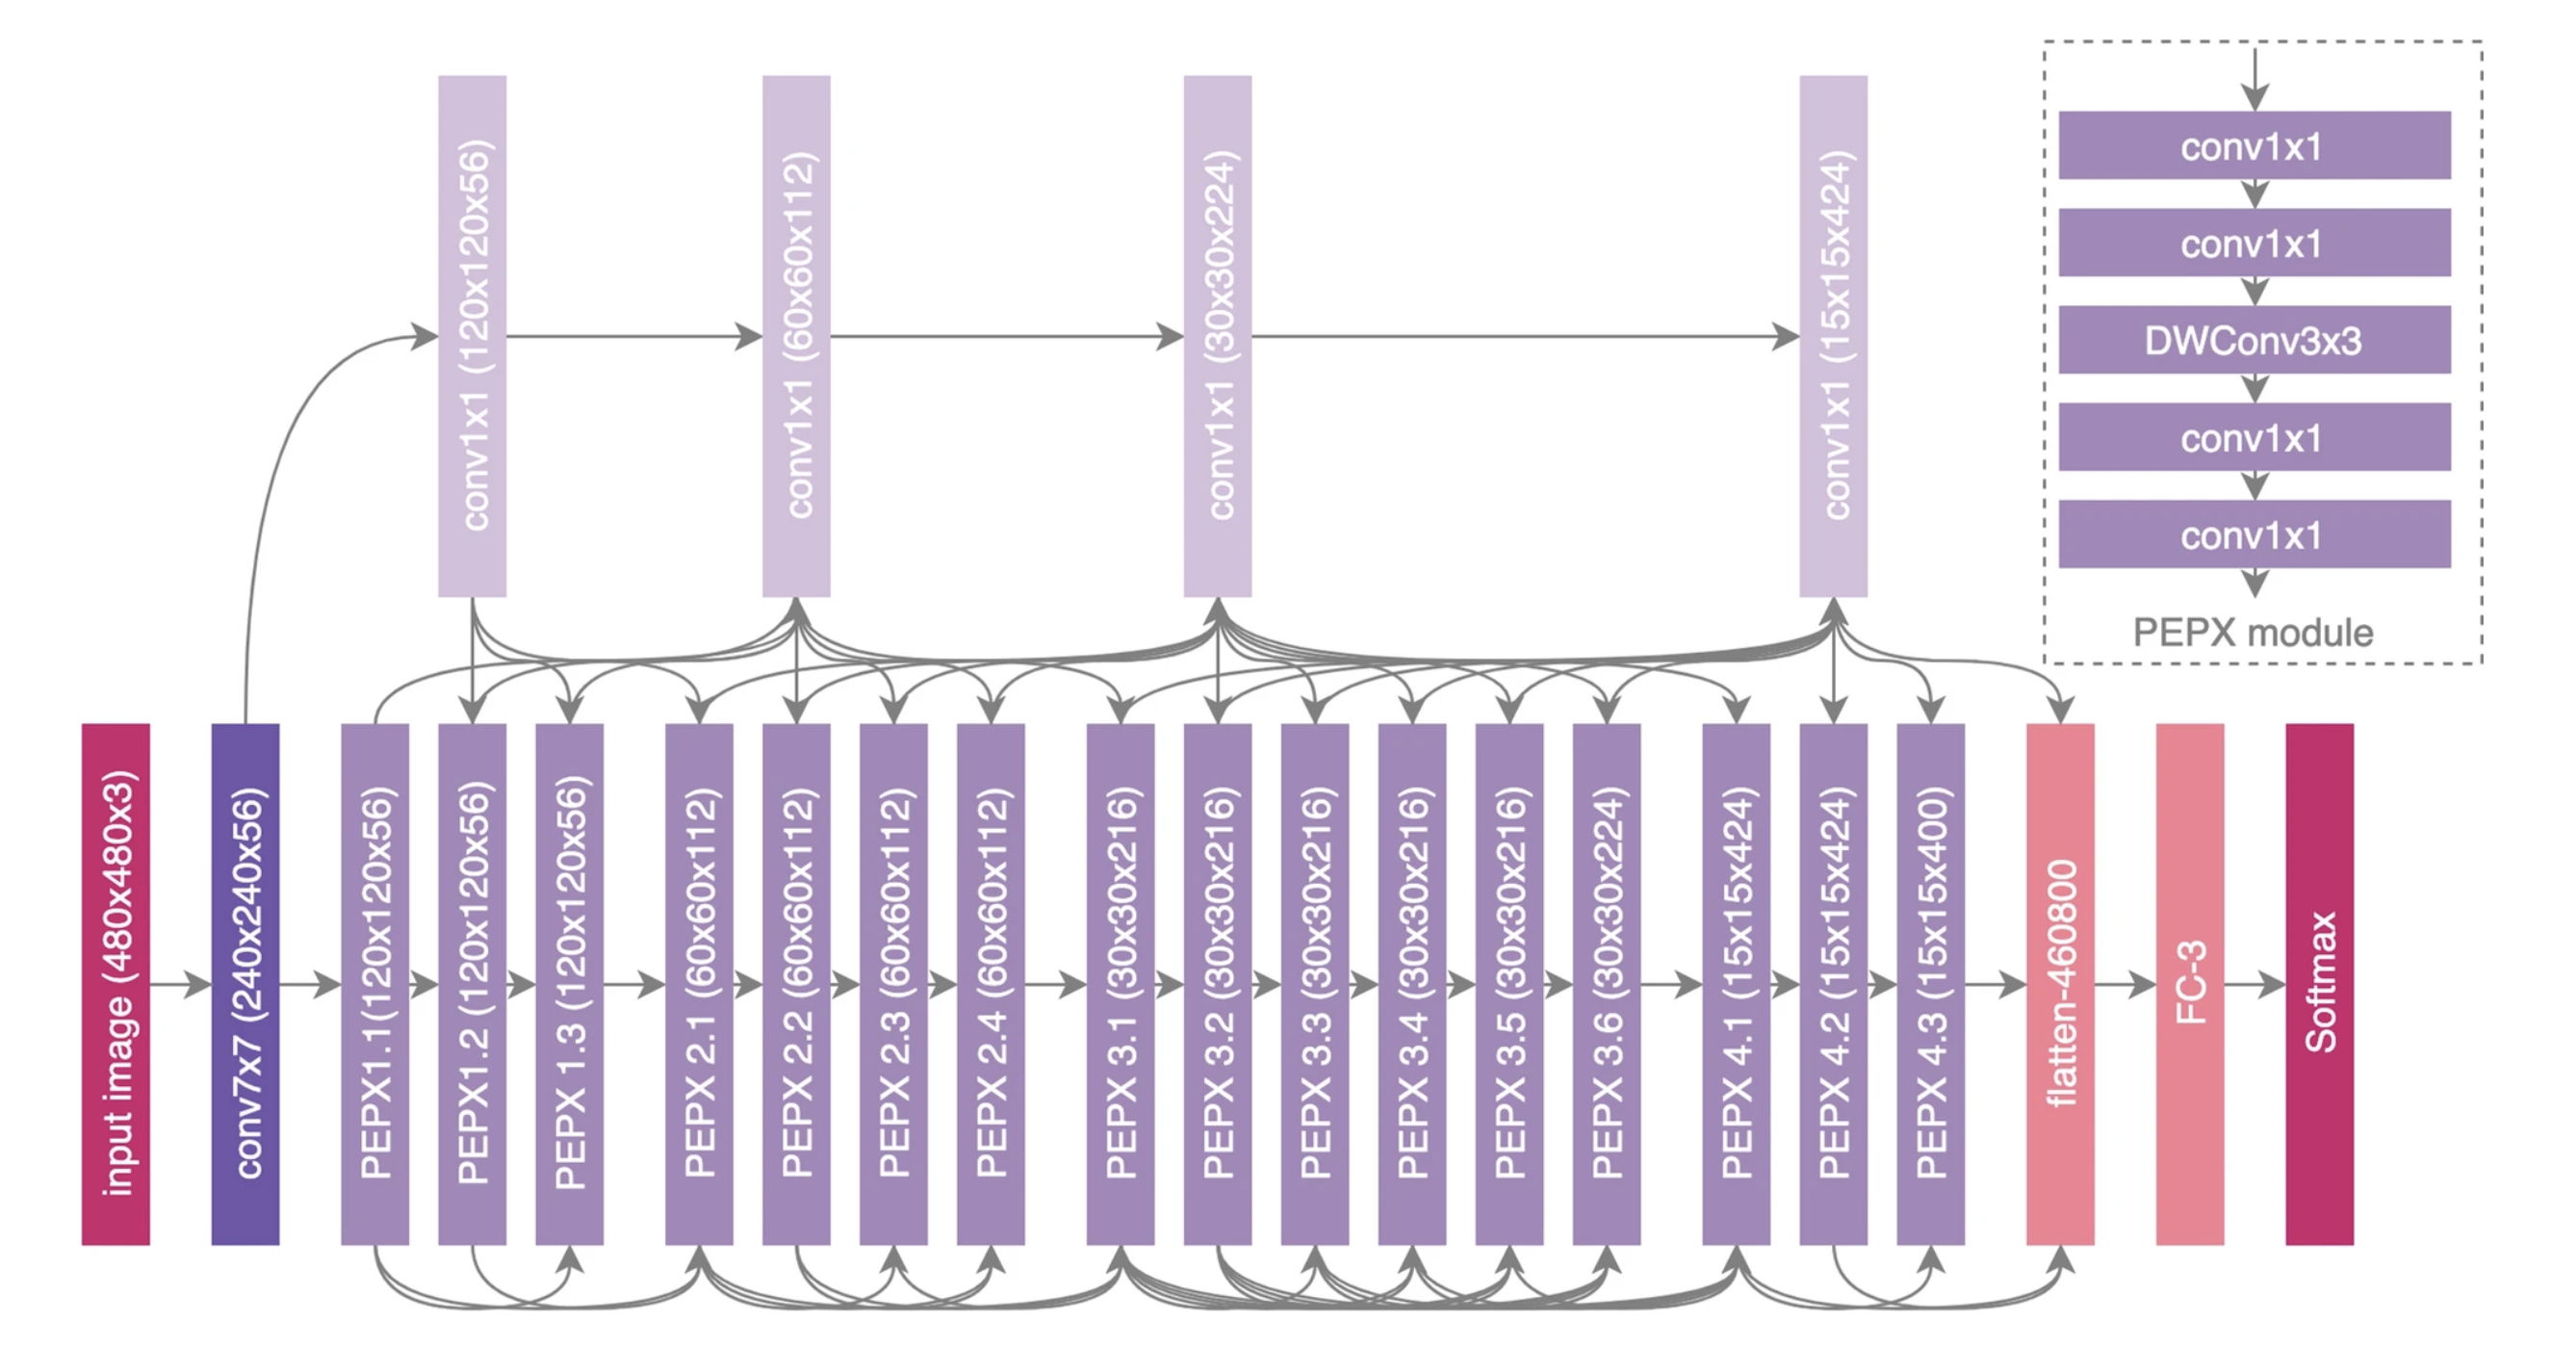 conv1x1 (120x120x56)
conv1x1 (60x60x112)
conv1x1 (30x30x224)
conv1x1 (15x15x424)
conv1x1
conv1x1
DWConv3x3
conv1x1
conv1x1
PEPX module
input image (480x480x3)
conv7x7 (240x240x56)
PEPX1.1(120x120x56)
PEPX1.2 (120x120x56)
PEPX 1.3 (120x120x56)
PEPX 2.1 (60x60x112)
PEPX 2.2 (60x60x112)
PEPX 2.3 (60x60x112)
PEPX 2.4 (60x60x112)
PEPX 3.1 (30x30x216)
PEPX 3.2 (30x30x216)
PEPX 3.3 (30x30x216)
PEPX 3.4 (30x30x216)
PEPX 3.5 (30x30x216)
PEPX 3.6 (30x30x224)
PEPX 4.1 (15x15x424)
PEPX 4.2 (15x15x424)
PEPX 4.3 (15x15x400)
flatten-460800
FC-3
Softmax